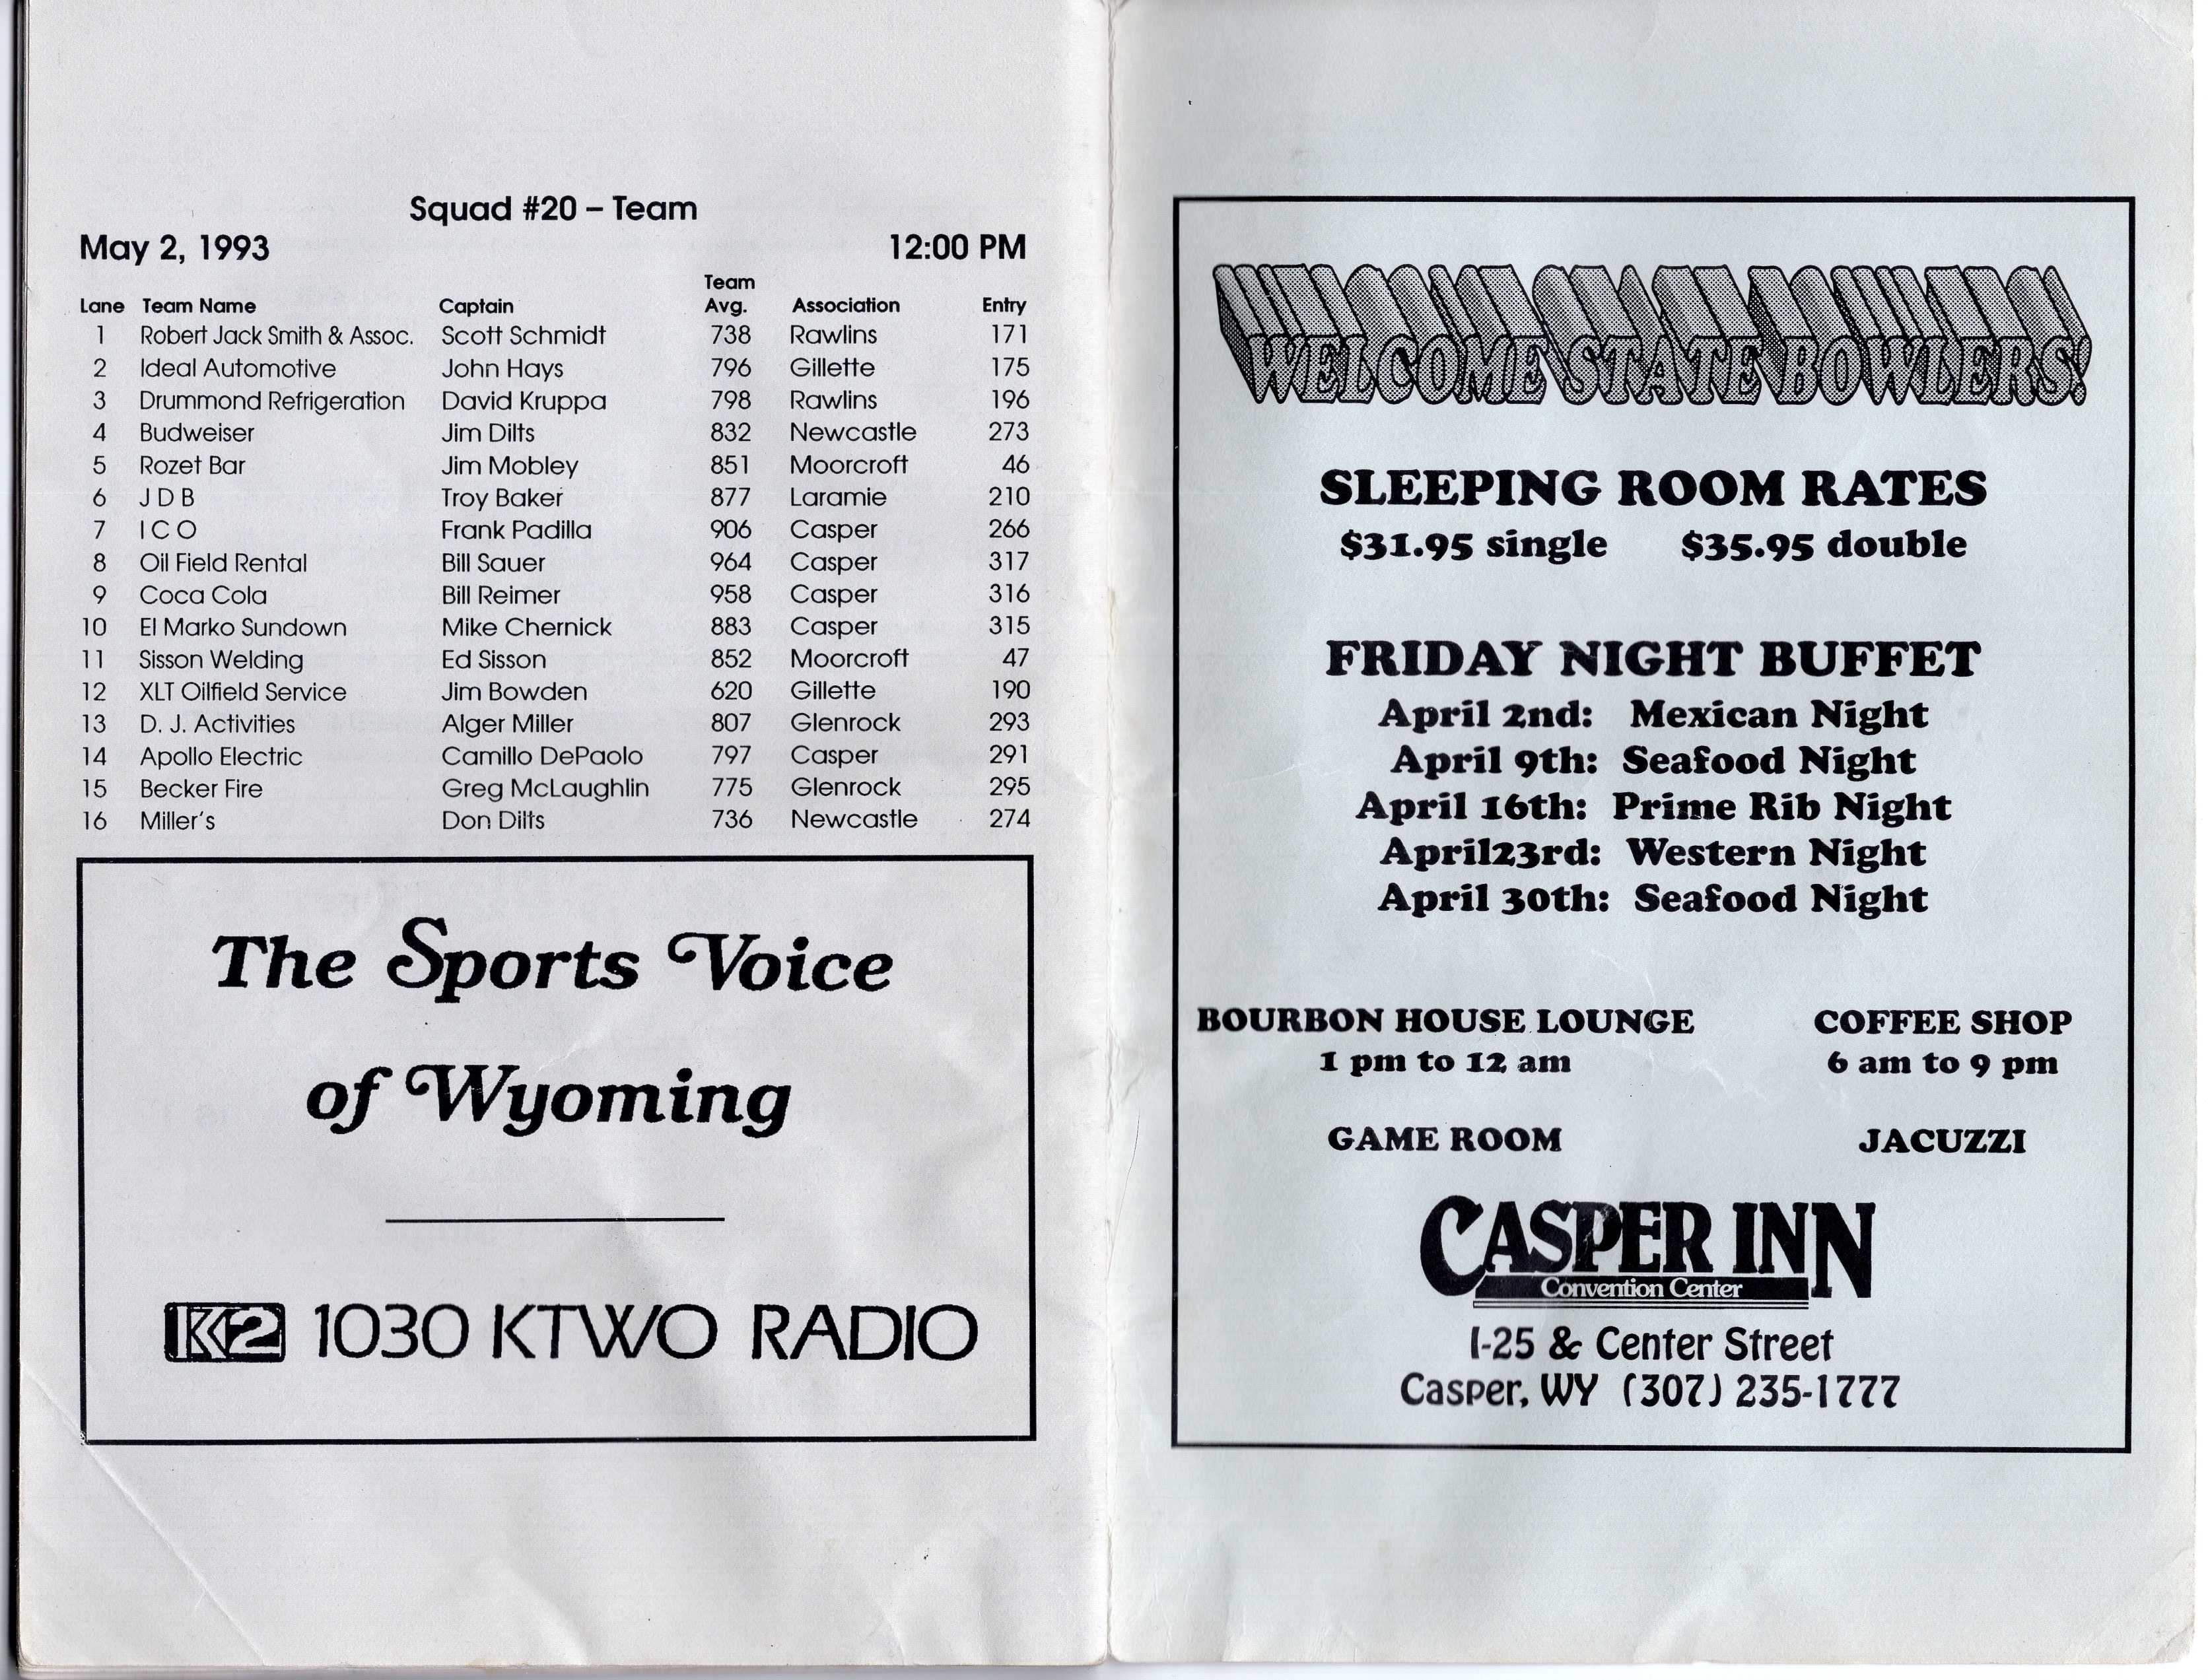 Squad #20 – Team
May 2, 1993 12:00 PM
Team
Lane Team Name Captain Avg. Association Entry
1 Robert Jack Smith & Assoc. Scott Schmidt 738 Rawlins 171
2 Ideal Automotive John Hays 796 Gillette 175
3 Drummond Refrigeration David Kruppa 798 Rawlins 196
4 Budweiser Jim Dilts 832 Newcastle 273
5 Rozet Bar Jim Mobley 851 Moorcroft 46
6 J D B Troy Baker 877 Laramie 210
7 I C O Frank Padilla 906 Casper 266
8 Oil Field Rental Bill Sauer 964 Casper 317
9 Coca Cola Bill Reimer 958 Casper 316
10 El Marko Sundown Mike Chernick 883 Casper 315
11 Sisson Welding Ed Sisson 852 Moorcroft 47
12 XLT Oilfield Service Jim Bowden 620 Gillette 190
13 D. J. Activities Alger Miller 807 Glenrock 293
14 Apollo Electric Camillo DePaolo 797 Casper 291
15 Becker Fire Greg McLaughlin 775 Glenrock 295
16 Miller's Don Dilts 736 Newcastle 274
The Sports Voice
of Wyoming
K2 1030 KTWO RADIO
WELCOME STATE BOWLERS!
SLEEPING ROOM RATES
$31.95 single $35.95 double
FRIDAY NIGHT BUFFET
April 2nd: Mexican Night
April 9th: Seafood Night
April 16th: Prime Rib Night
April23rd: Western Night
April 30th: Seafood Night
BOURBON HOUSE LOUNGE COFFEE SHOP
1 pm to 12 am 6 am to 9 pm
GAME ROOM JACUZZI
CASPER INN
Convention Center
I-25 & Center Street
Casper, WY (307) 235-1777